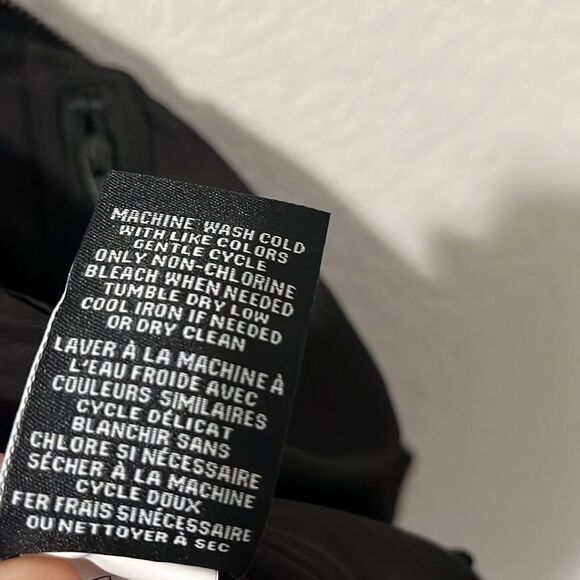 MACHINE WASH COLD
WITH LIKE COLORS
GENTLE CYCLE
ONLY NON-CHLORINE
BLEACH WHEN NEEDED
TUMBLE DRY LOW
COOL IRON IF NEEDED
OR DRY CLEAN
LAVER À LA MACHINE À
L'EAU FROIDE AVEC
COULEURS SIMILAIRES
CYCLE DÉLICAT
BLANCHIR SANS
CHLORE SI NÉCESSAIRE
SÉCHER À LA MACHINE
CYCLE DOUX
FER FRAIS SI NÉCESSAIRE
OU NETTOYER À SEC